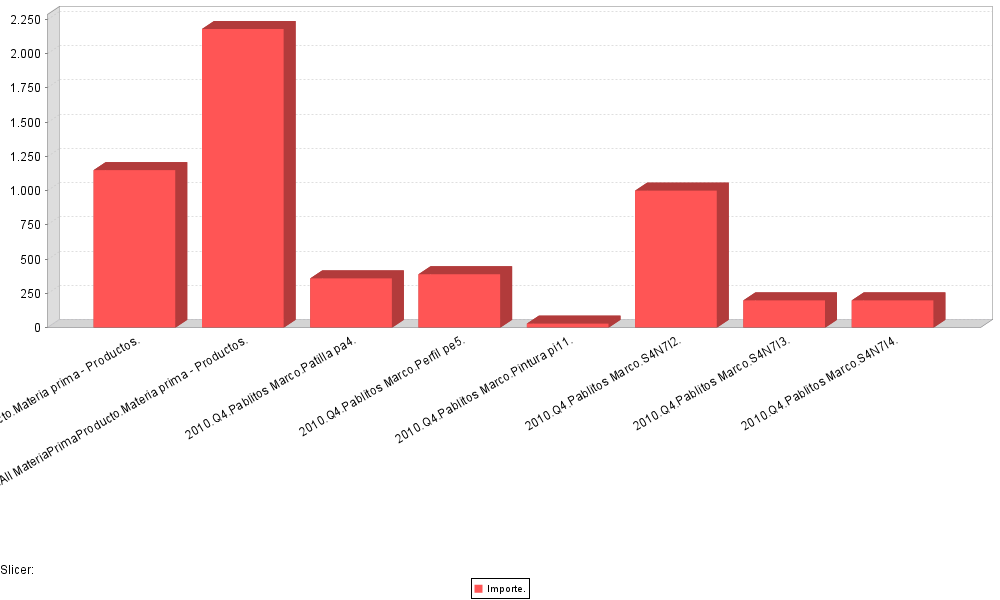 2.250
2.000
1.750
1.500
1.250
1.000
750
500
250
0
cto.Materia prima - Productos.
All MateriaPrimaProducto.Materia prima - Productos.
2010.Q4.Pablitos Marco.Patilla pa4.
2010.Q4.Pablitos Marco.Perfil pe5.
2010.Q4.Pablitos Marco.Pintura pi11.
2010.Q4.Pablitos Marco.S4N7I2.
2010.Q4.Pablitos Marco.S4N7I3.
2010.Q4.Pablitos Marco.S4N7I4.
Slicer:
Importe.